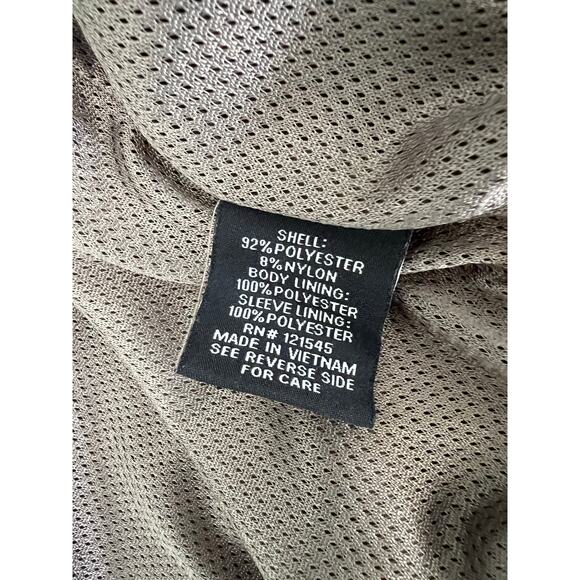 SHELL:
92% POLYESTER
8% NYLON
BODY LINING:
100% POLYESTER
SLEEVE LINING:
100% POLYESTER
RN# 121545
MADE IN VIETNAM
SEE REVERSE SIDE
FOR CARE